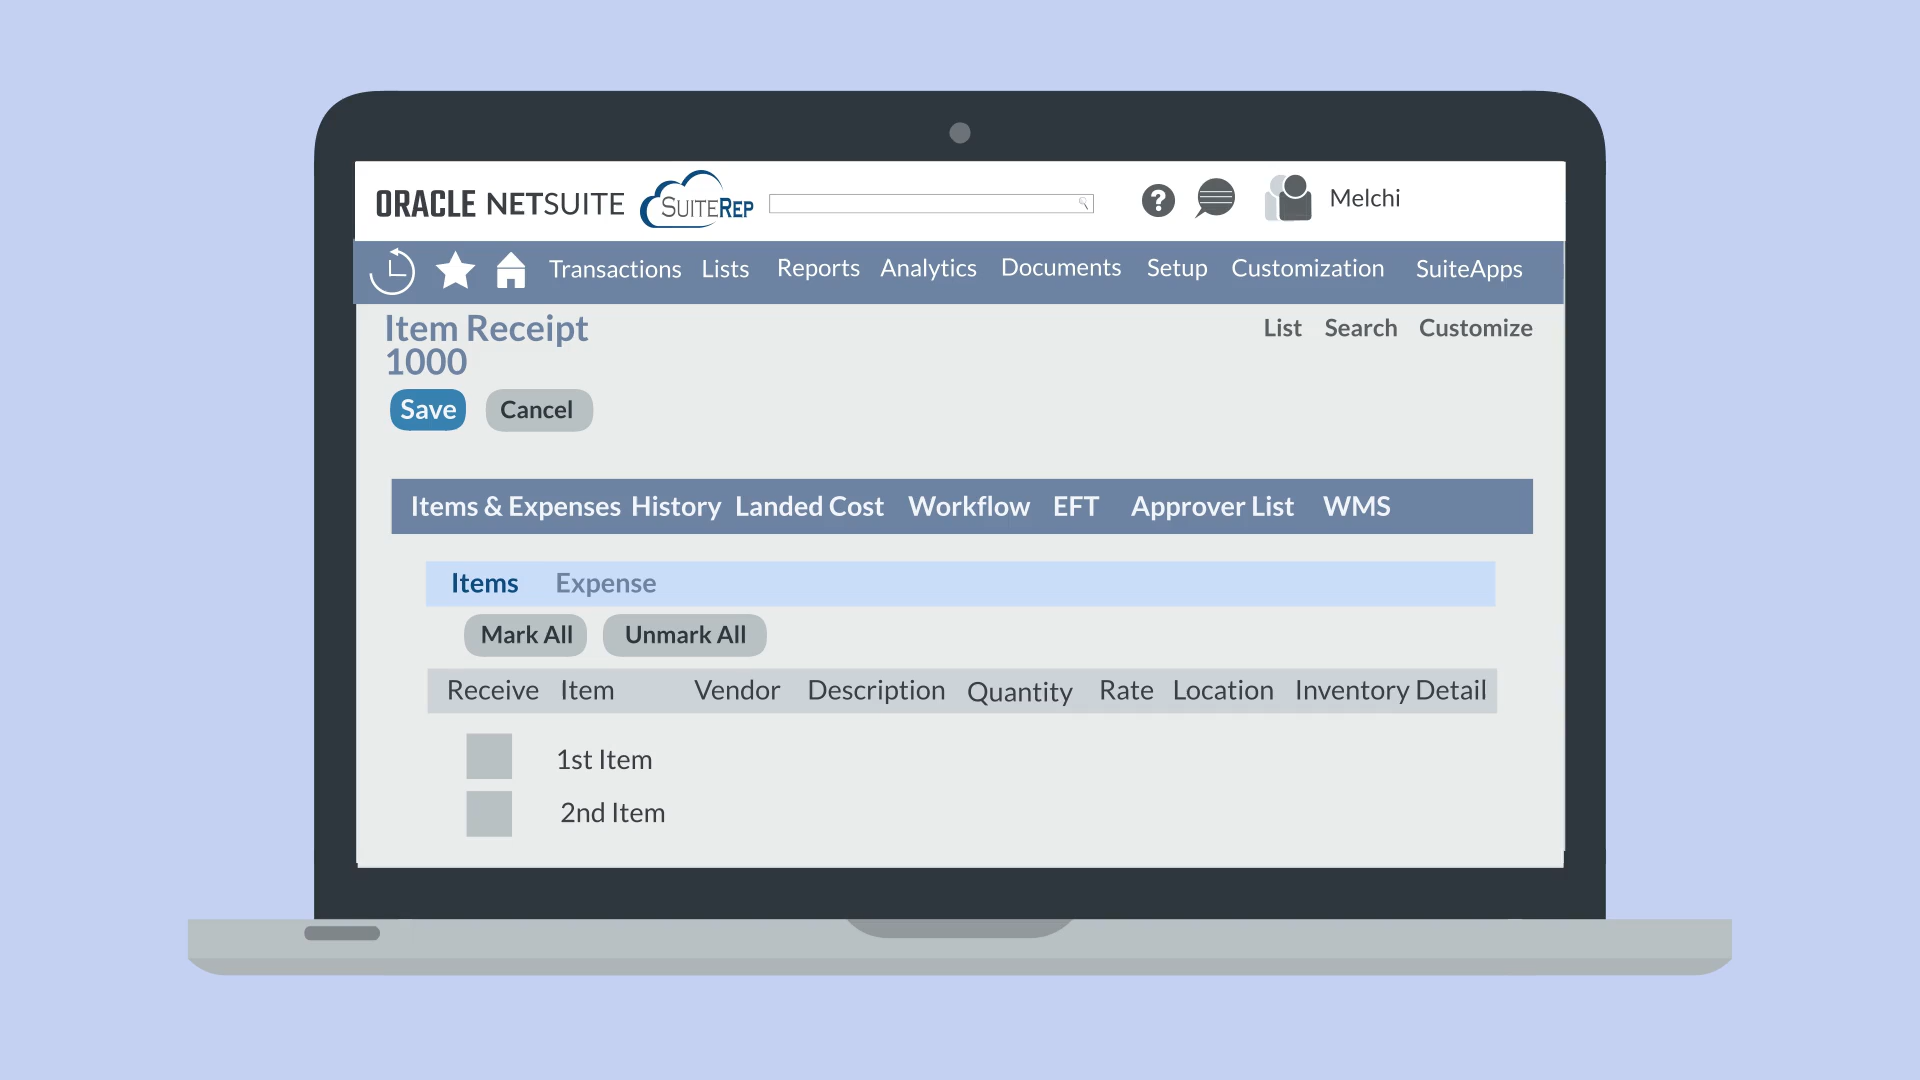 ORACLE NETSUITE SUITEREP ? Melchi
Transactions Lists Reports Analytics Documents Setup Customization SuiteApps
Item Receipt List Search Customize
1000
Save Cancel
Items & Expenses History Landed Cost Workflow EFT Approver List WMS
Items Expense
Mark All Unmark All
Receive Item Vendor Description Quantity Rate Location Inventory Detail
1st Item
2nd Item